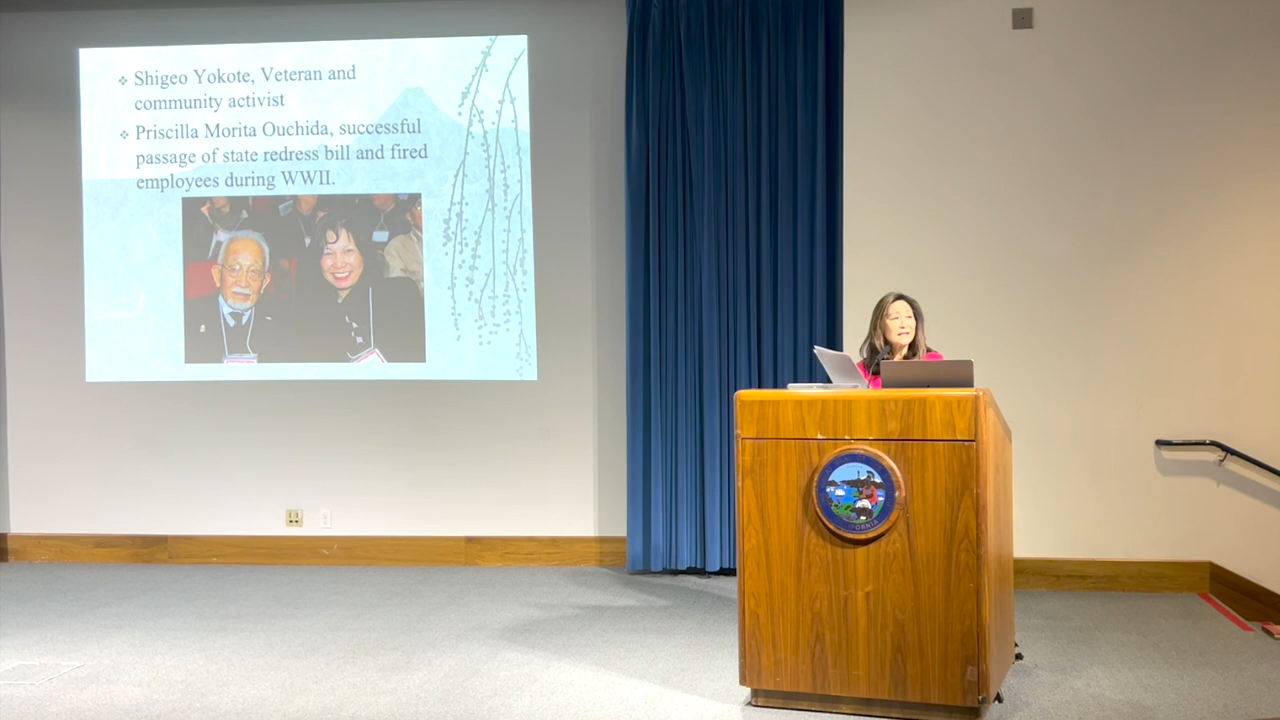 Shigeo Yokote, Veteran and
community activist
Priscilla Morita Ouchida, successful
passage of state redress bill and fired
employees during WWII.